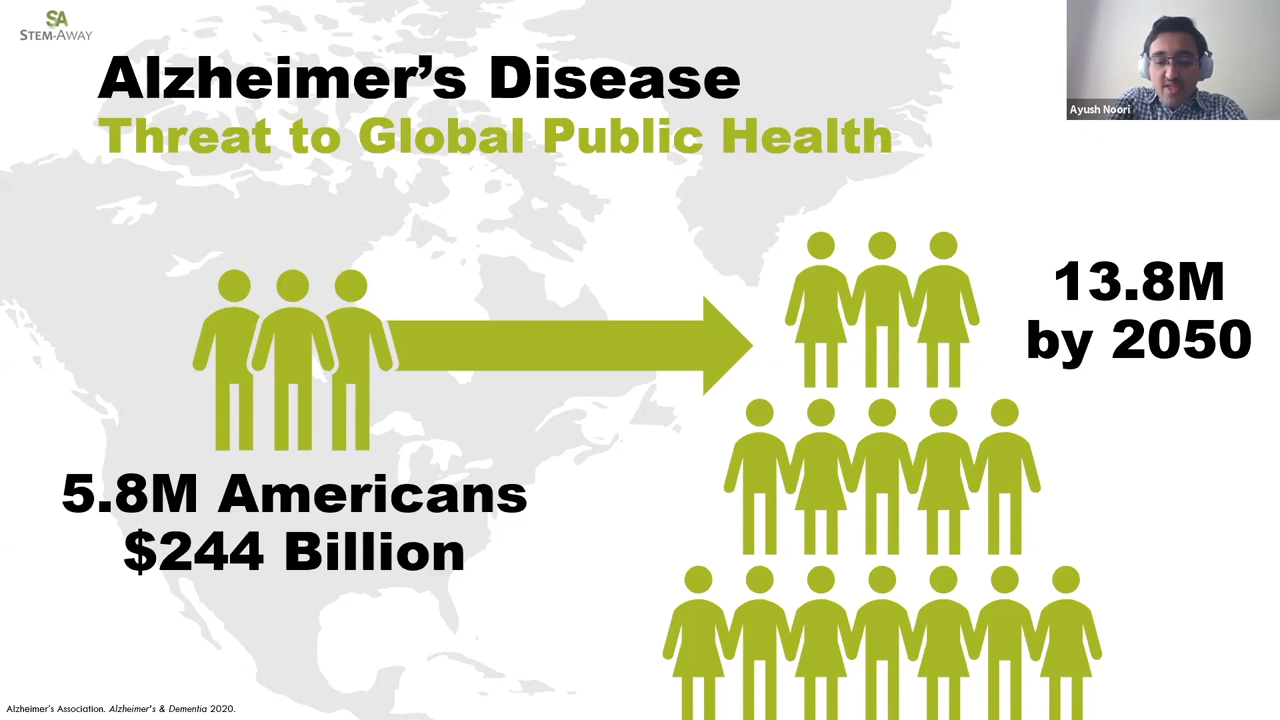 SA
STEM-AWAY
Alzheimer's Disease
Threat to Global Public Health
Ayush Noori
13.8M
by 2050
5.8M Americans
$244 Billion
Alzheimer's Association. Alzheimer's & Dementia 2020.